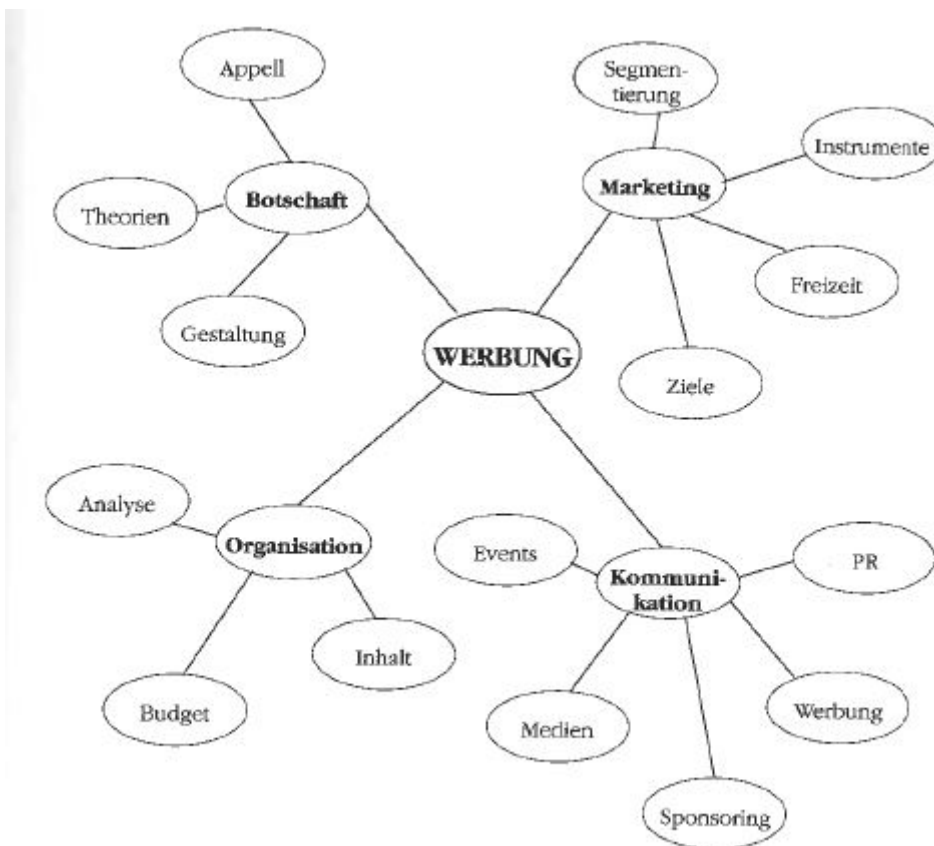 Appell
Theorien
Botschaft
Gestaltung
Segmen-
tierung
Instrumente
Marketing
Freizeit
Ziele
WERBUNG
Analyse
Organisation
Budget
Inhalt
Events
PR
Kommuni-
kation
Medien
Werbung
Sponsoring